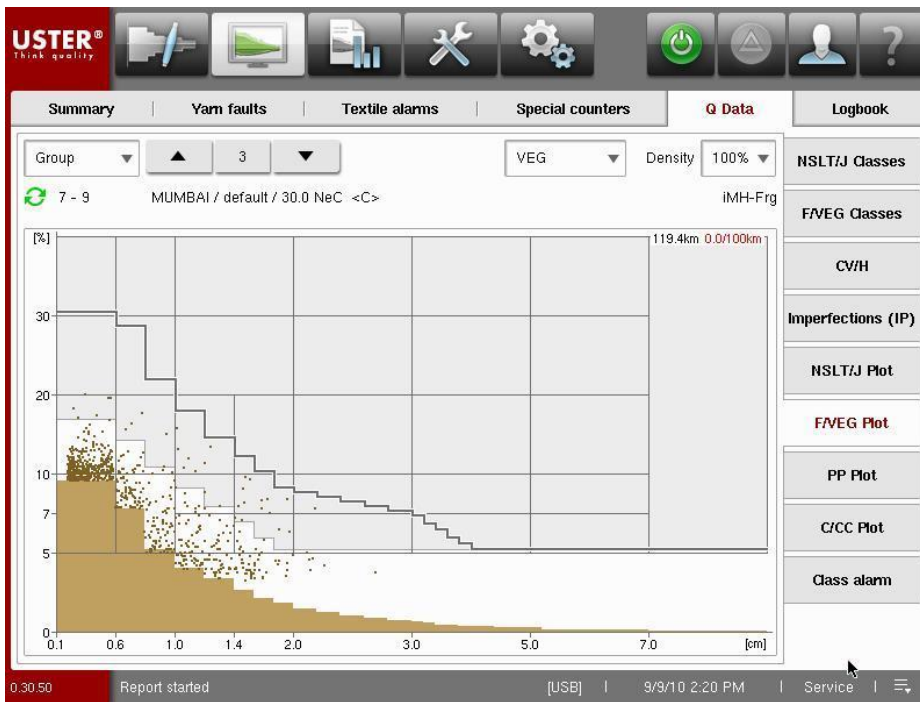 USTER®
Think quality
?
Summary | Yarn faults | Textile alarms | Special counters Q Data Logbook
Group 3 VEG Density 100%
7 - 9 MUMBAI / default / 30.0 NeC <C> iMH-Frg
[%]
119.4km 0.0/100km
30
20
10
7
5
0
0.1 0.6 1.0 1.4 2.0 3.0 5.0 7.0 [cm]
NSLT/J Classes
F/VEG Classes
CV/H
Imperfections (IP)
NSLT/J Plot
F/VEG Plot
PP Plot
C/CC Plot
Class alarm
0.30.50 Report started [USB] | 9/9/10 2:20 PM | Service |